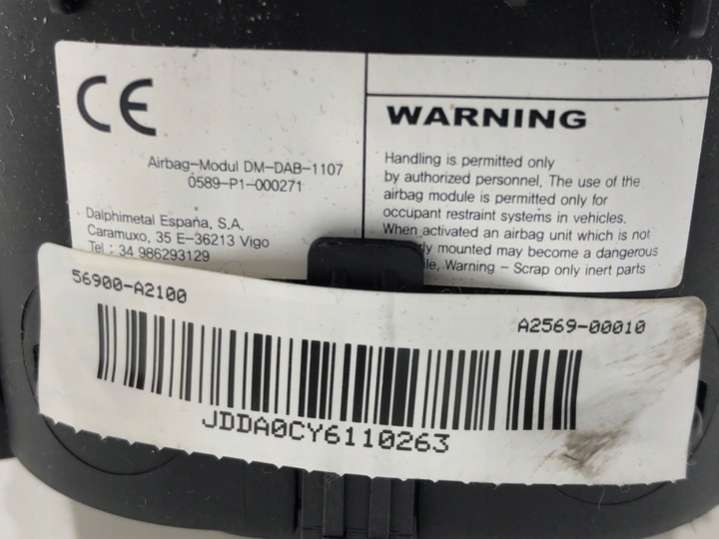 CE
Airbag-Modul DM-DAB-1107
0589-P1-000271
Dalphimetal España, S.A.
Caramuxo, 35 E-36213 Vigo
Tel : 34 986293129
WARNING
Handling is permitted only
by authorized personnel, The use of the
airbag module is permitted only for
occupant restraint systems in vehicles.
When activated an airbag unit which is not
mounted may become a dangerous
Warning - Scrap only inert parts
56900-A2100
A2569-00010
JDDA0CY6110263